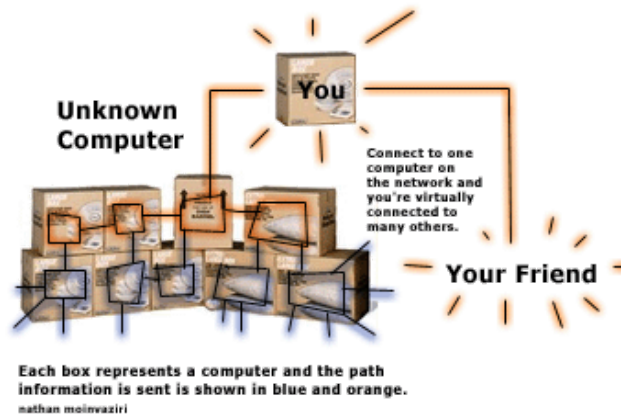 You
Unknown
Computer
Connect to one
computer on
the network and
you're virtually
connected to
many others.
Your Friend
Each box represents a computer and the path
information is sent is shown in blue and orange.
nathan moinvaziri